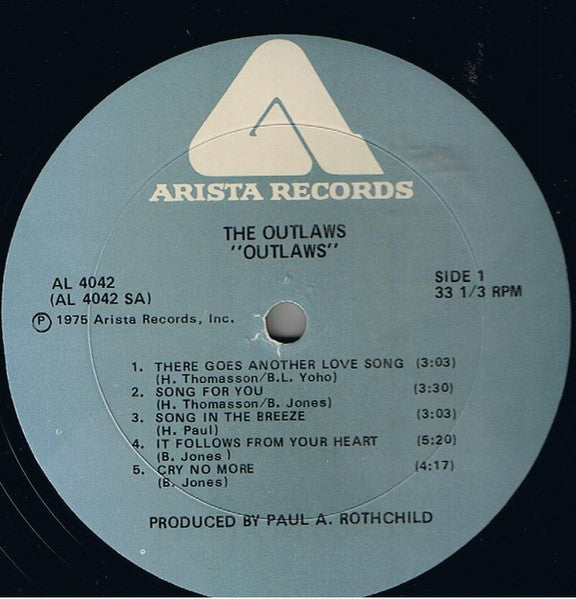 ARISTA RECORDS
THE OUTLAWS
"OUTLAWS"
AL 4042
(AL 4042 SA)
Ⓟ 1975 Arista Records, Inc.
SIDE 1
33 1/3 RPM
1. THERE GOES ANOTHER LOVE SONG (3:03)
(H. Thomasson/B.L. Yoho)
2. SONG FOR YOU (3:30)
(H. Thomasson/B. Jones)
3. SONG IN THE BREEZE (3:03)
(H. Paul)
4. IT FOLLOWS FROM YOUR HEART (5:20)
(B. Jones )
5. CRY NO MORE (4:17)
(B. Jones)
PRODUCED BY PAUL A. ROTHCHILD